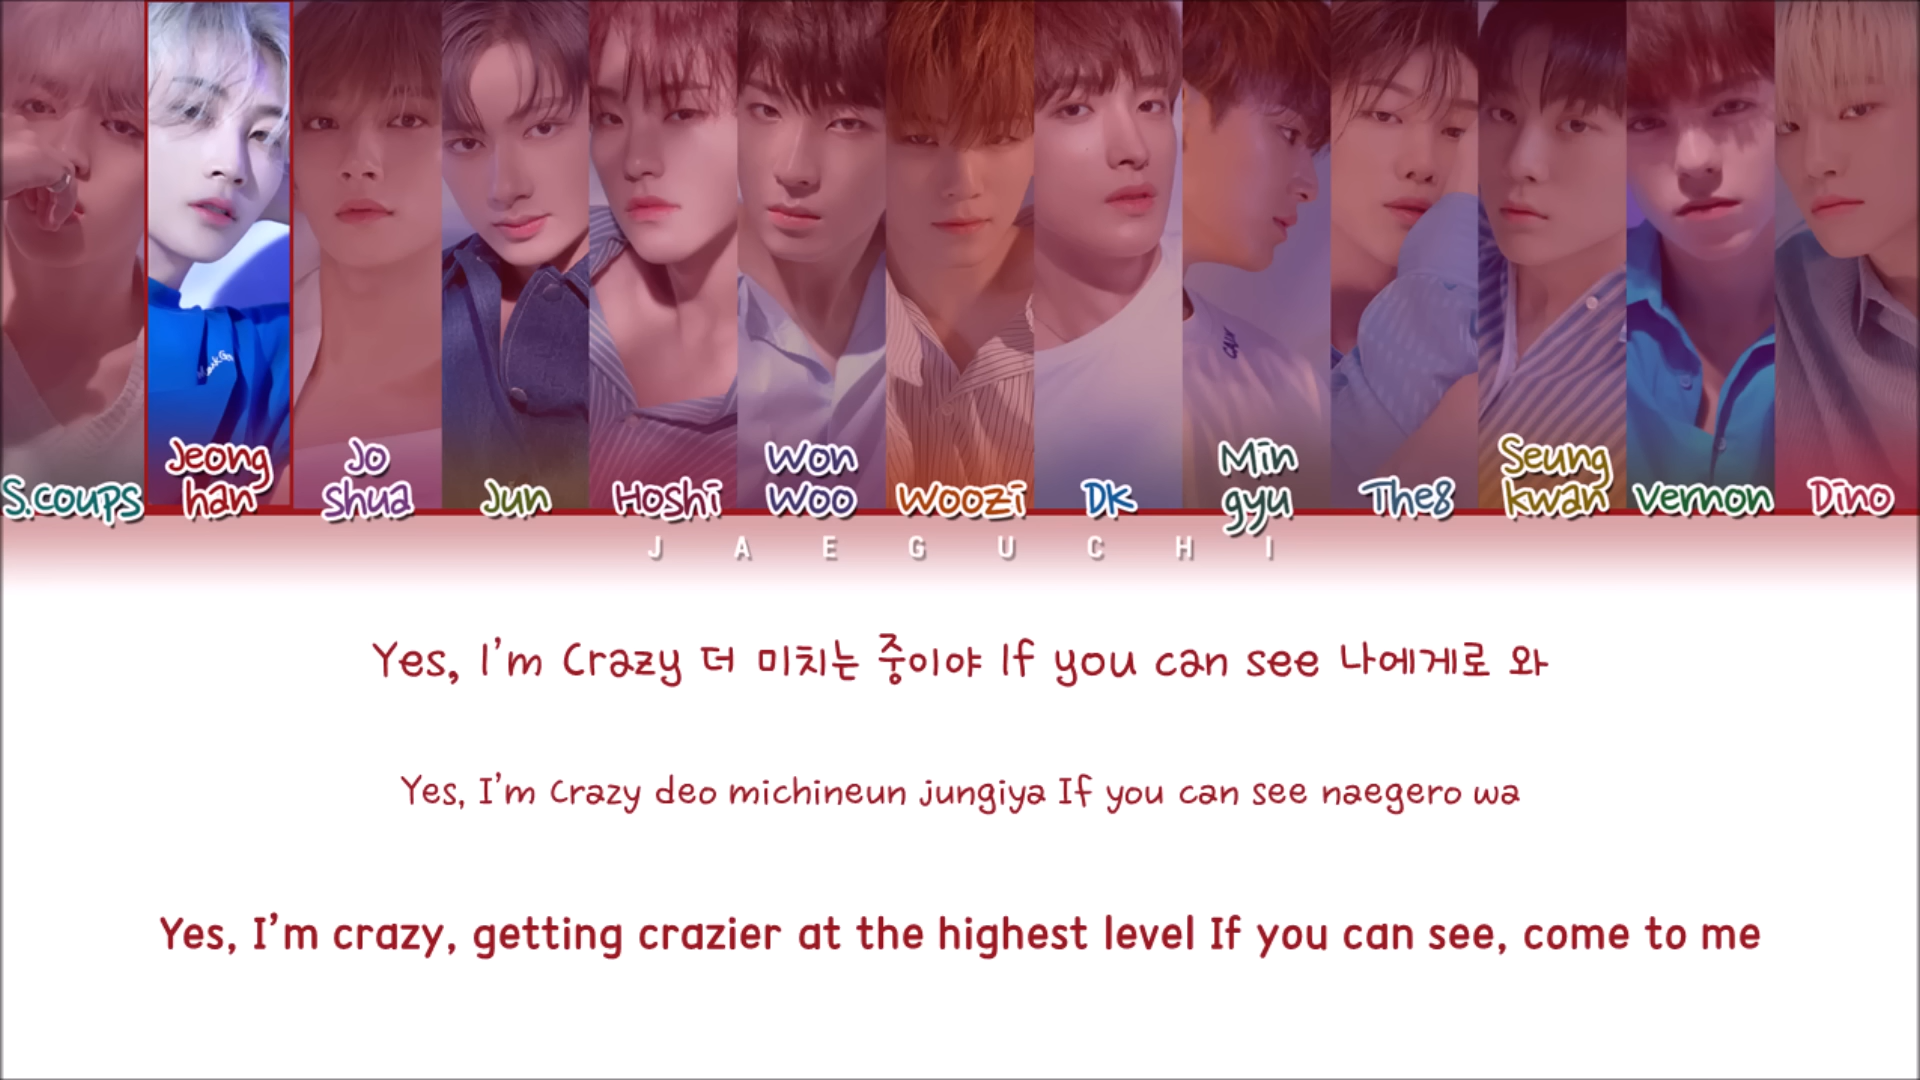 S.coups
Jeong
han
Jo
shua
Jun
Hoshi
Won
Woo
Woozi
DK
Min
gyu
The8
Seung
kwan
Vernon
Dino
JAEGUCHI
Yes, I'm Crazy 더 미치는 중이야 If you can see 나에게로 와
Yes, I'm Crazy deo michineun jungiya If you can see naegero wa
Yes, I'm crazy, getting crazier at the highest level If you can see, come to me